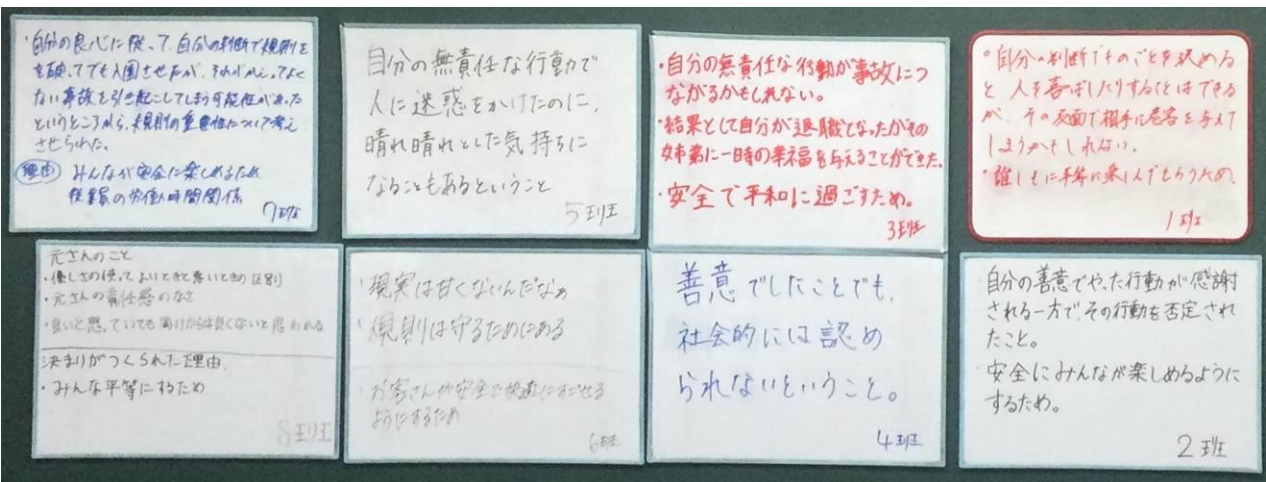 ・自分の良心に従って、自分の判断で規則を
を破ってでも入園させたが、それがかえってよく
ない事故を引き起こしてしまう可能性があった
というところから、規則の重要性について考え
させられた。
理由 みんなが安全に楽しめるため
従業員の労働時間関係
7班
自分の無責任な行動で
人に迷惑をかけたのに、
晴れ晴れとした気持ちに
なることもあるということ
5班
・自分の無責任な行動が事故につ
ながるかもしれない。
・結果として自分が退職となったがその
姉弟に一時の幸福を与えることができた。
・安全で平和に過ごすため。
3班
・自分の判断でものごとを決める
と人を喜ばしたりすることはできる
が、その反面で相手に危害を与えて
しまうかもしれない。
・誰しもに平等に楽しんでもらうため。
1班
元さんのこと
・優しさの使ってよいときと悪いときの区別
・元さんの責任感のなさ
・良いと思っていても周りからは良くないと思われる
決まりがつくられた理由
・みんな平等にするため
8班
・現実は甘くないんだなぁ
・規則は守るためにある
・お客さんが安全で快適にすごせる
ようにするため
6班
善意でしたことでも、
社会的には認め
られないということ。
4班
・自分の善意でやった行動が感謝
される一方で、その行動を否定され
たこと。
・安全にみんなが楽しめるように
するため。
2班